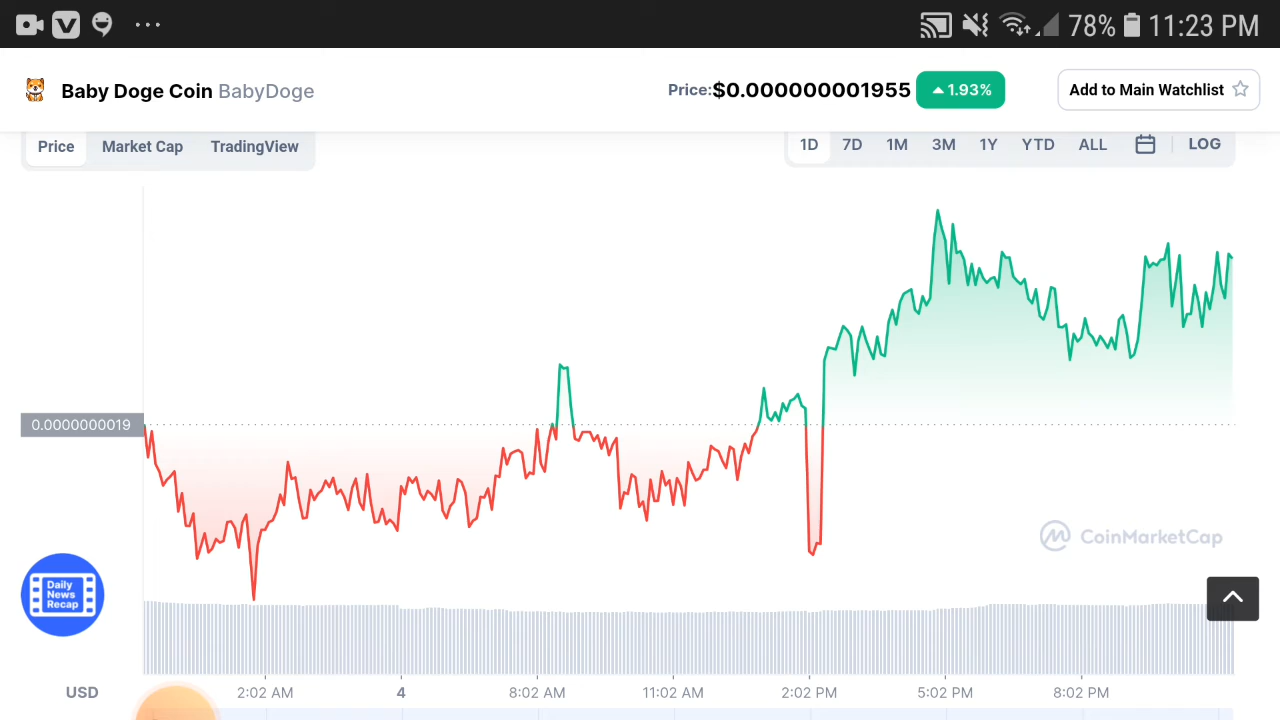 78% 11:23 PM
Baby Doge Coin BabyDoge Price:$0.000000001955 1.93% Add to Main Watchlist
Price Market Cap TradingView 1D 7D 1M 3M 1Y YTD ALL LOG
0.0000000019
CoinMarketCap
Daily
News
Recap
USD 2:02 AM 4 8:02 AM 11:02 AM 2:02 PM 5:02 PM 8:02 PM